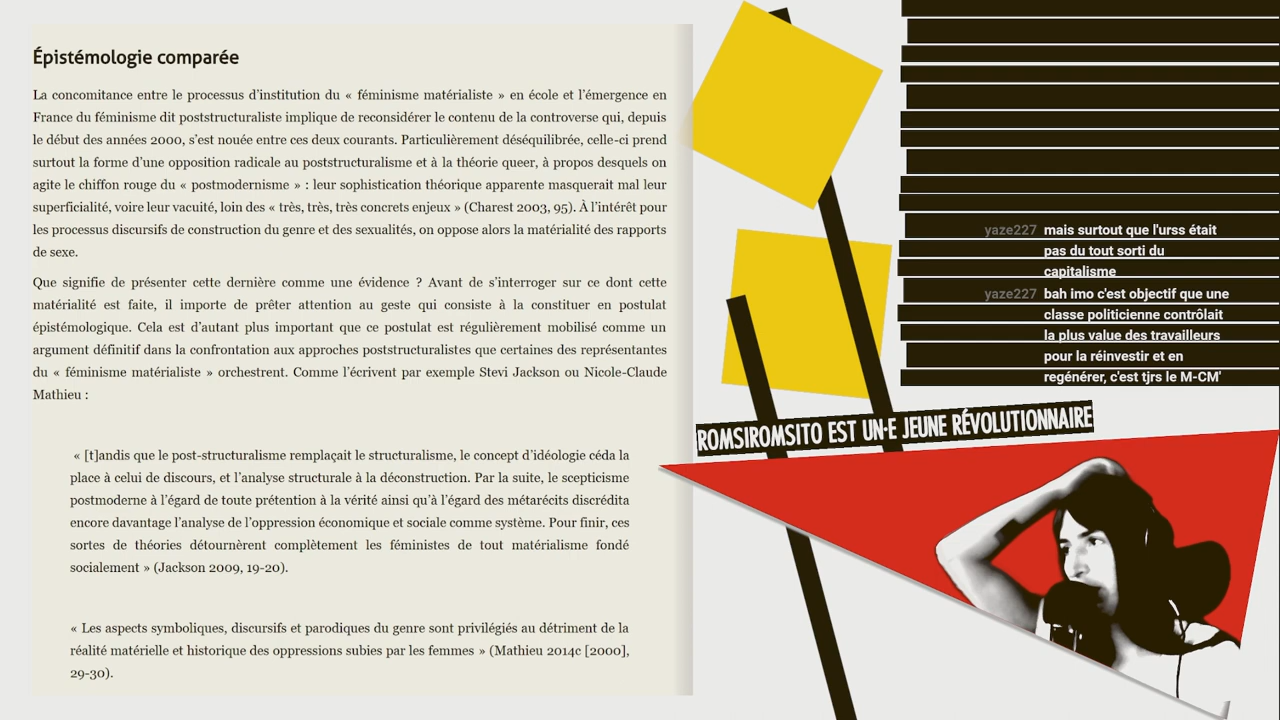 Épistémologie comparée
La concomitance entre le processus d'institution du « féminisme matérialiste » en école et l'émergence en
France du féminisme dit poststructuraliste implique de reconsidérer le contenu de la controverse qui, depuis
le début des années 2000, s'est nouée entre ces deux courants. Particulièrement déséquilibrée, celle-ci prend
surtout la forme d'une opposition radicale au poststructuralisme et à la théorie queer, à propos desquels on
agite le chiffon rouge du « postmodernisme » : leur sophistication théorique apparente masquerait mal leur
superficialité, voire leur vacuité, loin des « très, très, très concrets enjeux » (Charest 2003, 95). À l'intérêt pour
les processus discursifs de construction du genre et des sexualités, on oppose alors la matérialité des rapports
de sexe.
Que signifie de présenter cette dernière comme une évidence ? Avant de s'interroger sur ce dont cette
matérialité est faite, il importe de prêter attention au geste qui consiste à la constituer en postulat
épistémologique. Cela est d'autant plus important que ce postulat est régulièrement mobilisé comme un
argument définitif dans la confrontation aux approches poststructuralistes que certaines des représentantes
du « féminisme matérialiste » orchestrent. Comme l'écrivent par exemple Stevi Jackson ou Nicole-Claude
Mathieu :
« [t]andis que le post-structuralisme remplaçait le structuralisme, le concept d'idéologie céda la
place à celui de discours, et l'analyse structurale à la déconstruction. Par la suite, le scepticisme
postmoderne à l'égard de toute prétention à la vérité ainsi qu'à l'égard des métarécits discrédita
encore davantage l'analyse de l'oppression économique et sociale comme système. Pour finir, ces
sortes de théories détournèrent complètement les féministes de tout matérialisme fondé
socialement » (Jackson 2009, 19-20).
« Les aspects symboliques, discursifs et parodiques du genre sont privilégiés au détriment de la
réalité matérielle et historique des oppressions subies par les femmes » (Mathieu 2014c [2000],
29-30).
yaze227 mais surtout que l'urss était
pas du tout sorti du
capitalisme
yaze227 bah imo c'est objectif que une
classe politicienne contrôlait
la plus value des travailleurs
pour la réinvestir et en
regénérer, c'est tjrs le M-CM'
ROMSIROMSITO EST UN·E JEUNE RÉVOLUTIONNAIRE